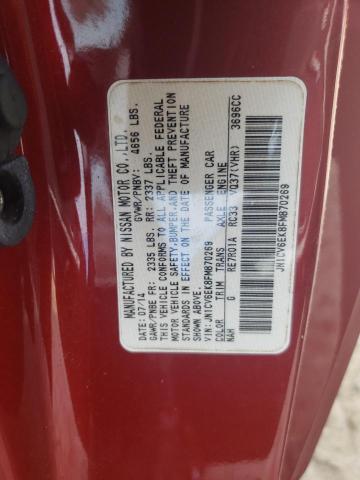 MANUFACTURED BY NISSAN MOTOR CO.,LTD.
DATE 07/14 GVWR/PNBV: 4656 LBS.
GAWR/PNBE FR: 2335 LBS. RR: 2337 LBS.
THIS VEHICLE CONFORMS TO ALL APPLICABLE FEDERAL
MOTOR VEHICLE SAFETY,BUMPER,AND THEFT PREVENTION
STANDARDS IN EFFECT ON THE DATE OF MANUFACTURE
SHOWN ABOVE.
VIN: JN1CV6EK8FM870269 PASSENGER CAR
COLOR TRIM TRANS AXLE ENGINE
NAH G RE7R01A RC33 VQ37(VHR) 3696CC
JN1CV6EK8FM870269